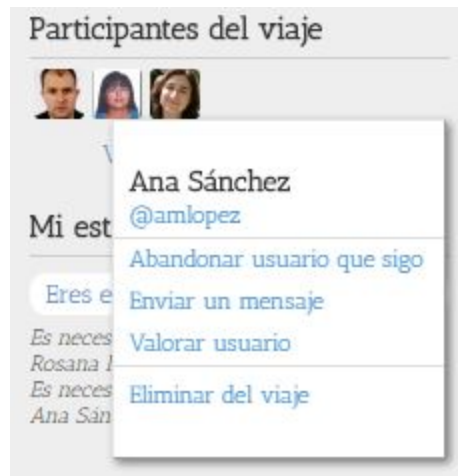 Participantes del viaje
Ana Sánchez
@amlopez
Mi est
Abandonar usuario que sigo
Eres e
Enviar un mensaje
Es neces
Valorar usuario
Rosana
Es neces
Eliminar del viaje
Ana Sán